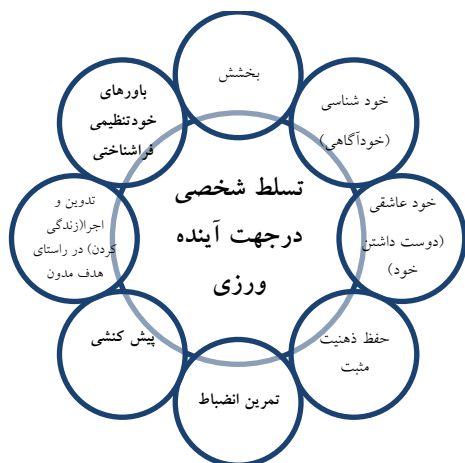 بخشش
خود شناسی
(خودآگاهی)
خود عاشقی
(دوست داشتن
خود)
حفظ ذهنیت
مثبت
تمرین انضباط
پیش کنشی
تدوین و
اجرا(زندگی
کردن) در راستای
هدف مدون
باورهای
خودتنظیمی
فراشناختی
تسلط شخصی
درجهت آینده
ورزی